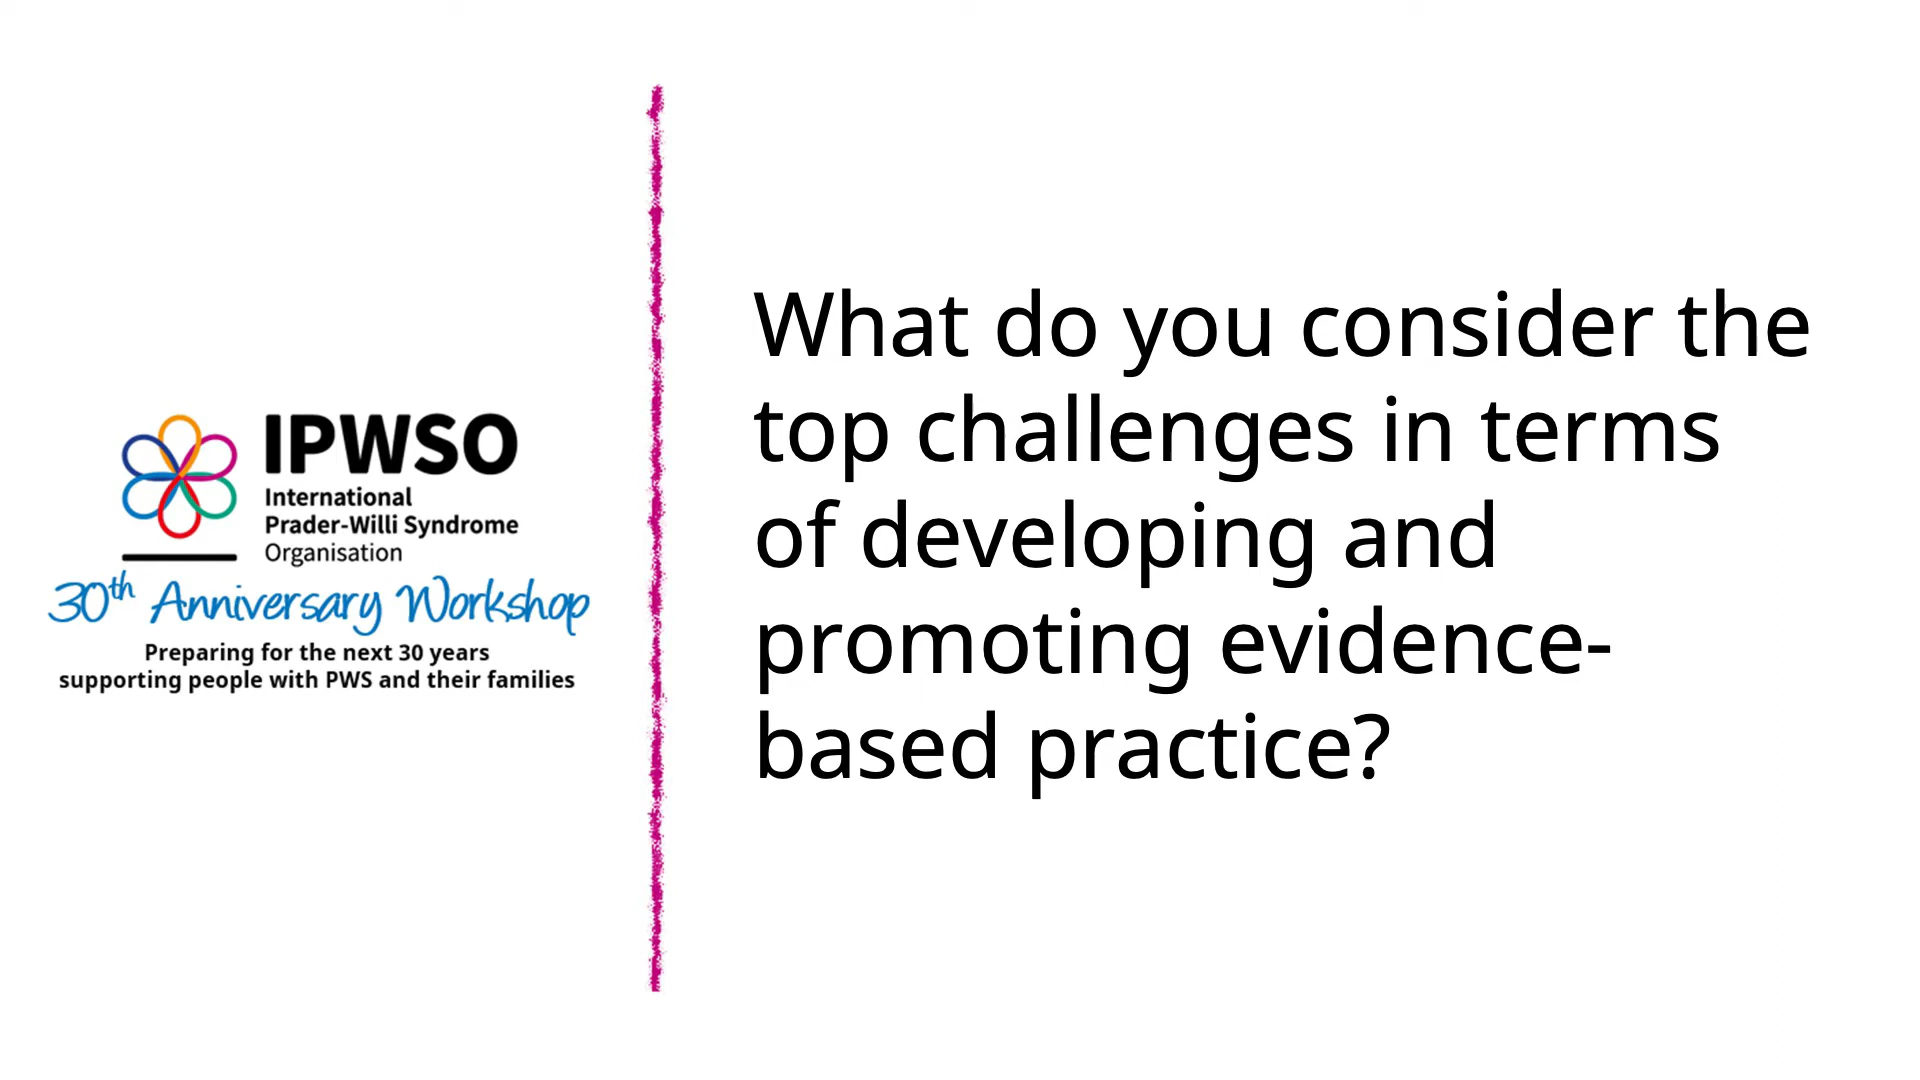 IPWSO
International
Prader-Willi Syndrome
Organisation
30th Anniversary Workshop
Preparing for the next 30 years
supporting people with PWS and their families
What do you consider the
top challenges in terms
of developing and
promoting evidence-
based practice?